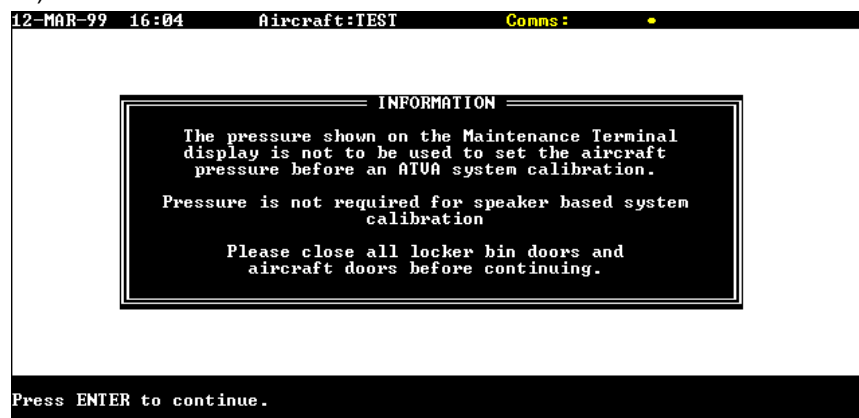 12-MAR-99 16:04 Aircraft:TEST Comms:
INFORMATION
The pressure shown on the Maintenance Terminal
display is not to be used to set the aircraft
pressure before an ATVA system calibration.
Pressure is not required for speaker based system
calibration
Please close all locker bin doors and
aircraft doors before continuing.
Press ENTER to continue.